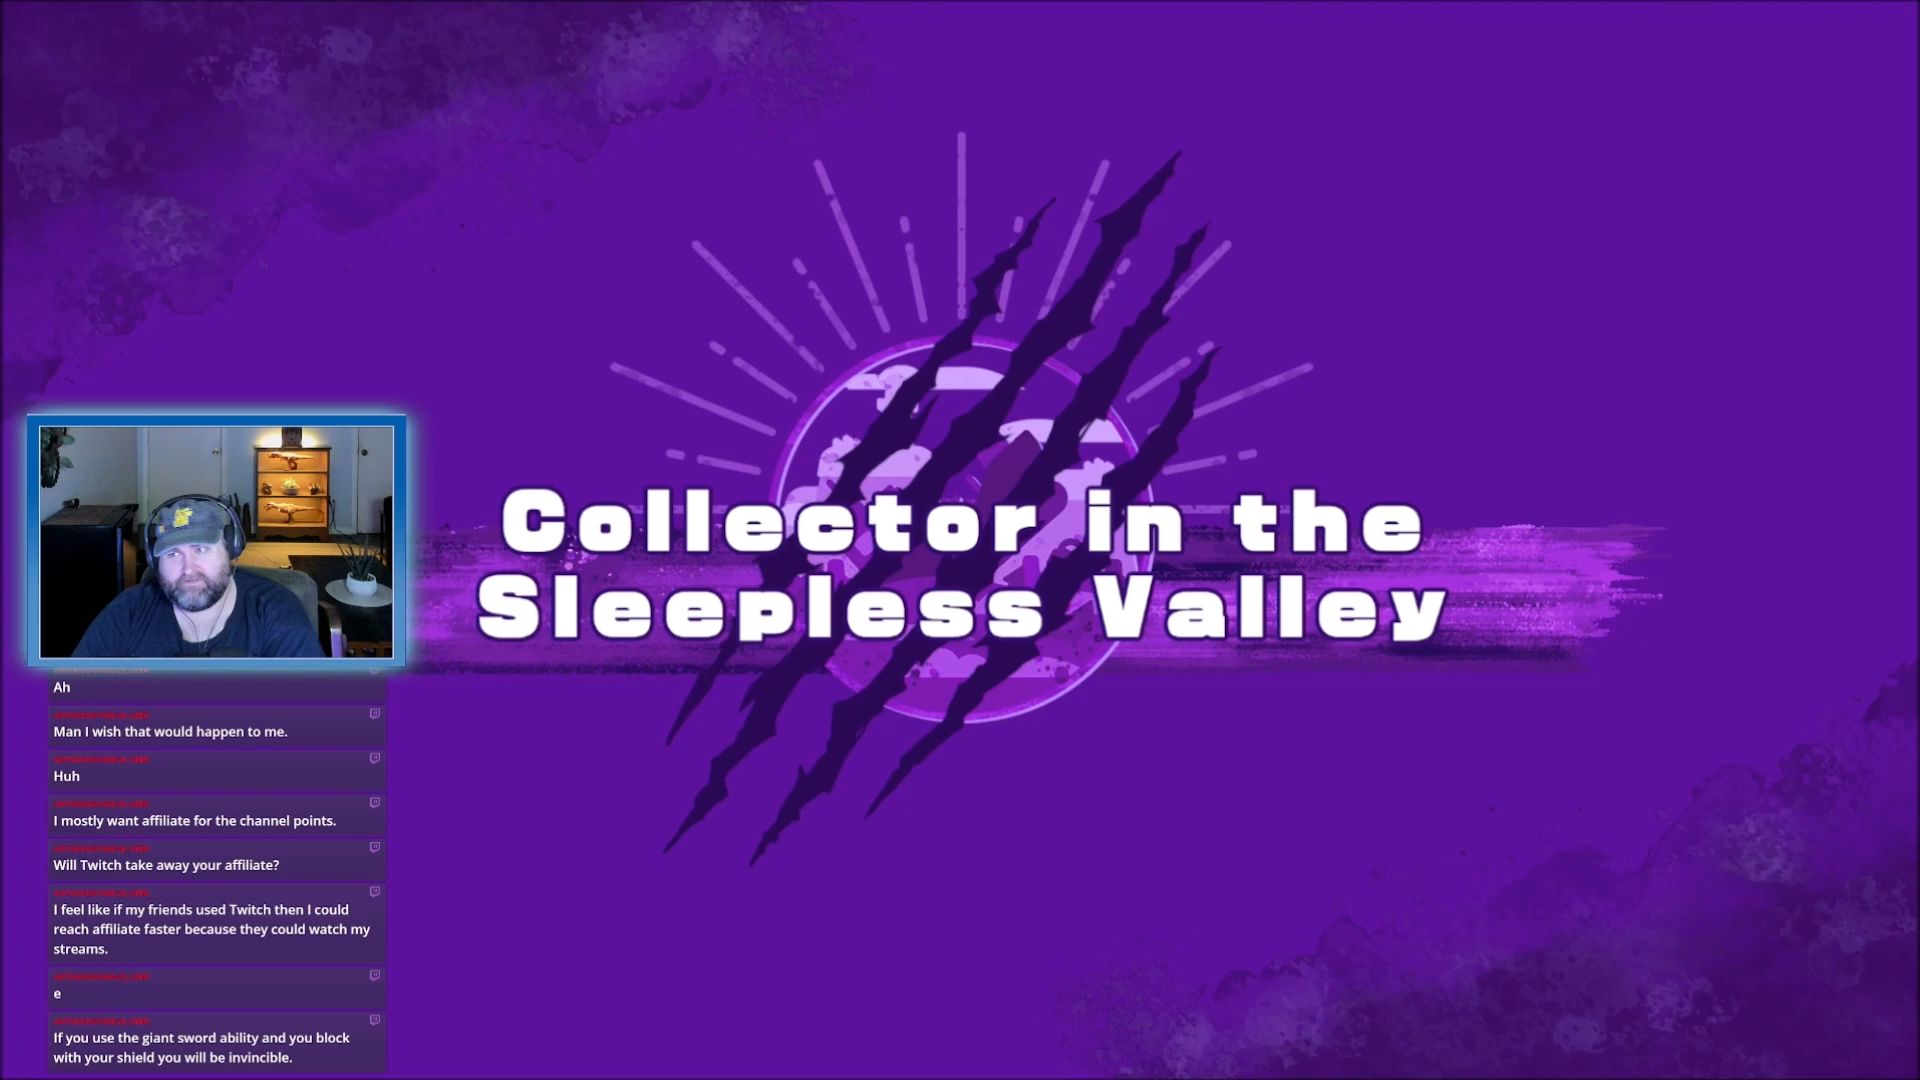 Collector in the
Sleepless Valley
Ah
Man I wish that would happen to me.
Huh
I mostly want affiliate for the channel points.
Will Twitch take away your affiliate?
I feel like if my friends used Twitch then I could
reach affiliate faster because they could watch my
streams.
e
If you use the giant sword ability and you block
with your shield you will be invincible.